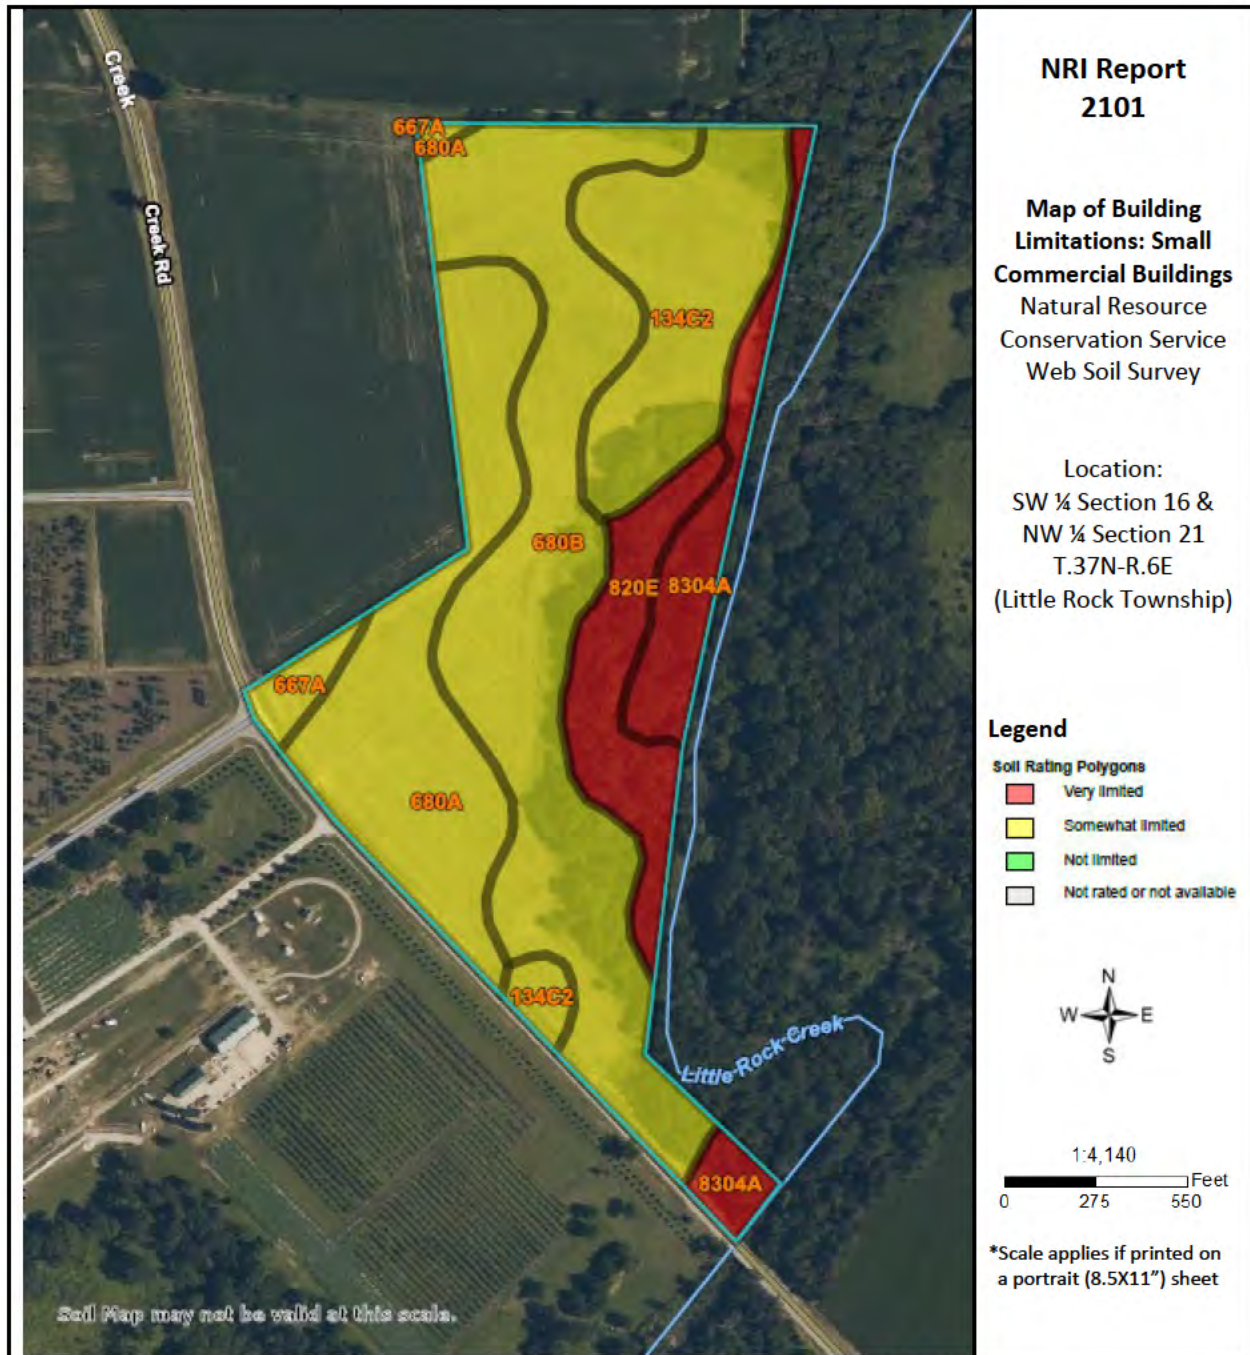 NRI Report
2101
Map of Building
Limitations: Small
Commercial Buildings
Natural Resource
Conservation Service
Web Soil Survey
Location:
SW ¼ Section 16 &
NW ¼ Section 21
T.37N-R.6E
(Little Rock Township)
Legend
Soil Rating Polygons
Very limited
Somewhat limited
Not limited
Not rated or not available
N
W E
S
1:4,140
Feet
0 275 550
*Scale applies if printed on
a portrait (8.5X11”) sheet
Creek
Creek Rd
667A
680A
134C2
680B
820E
8304A
667A
680A
134C2
Little Rock Creek
8304A
Soil Map may not be valid at this scale.